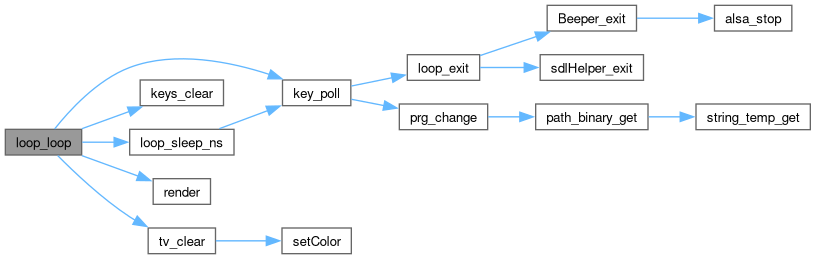 Beeper_exit
alsa_stop
loop_exit
sdlHelper_exit
keys_clear
key_poll
prg_change
path_binary_get
string_temp_get
loop_loop
loop_sleep_ns
render
tv_clear
setColor